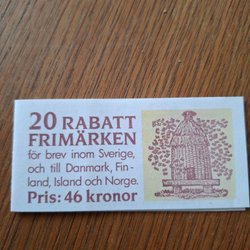 20 RABATT
FRIMÄRKEN
för brev inom Sverige,
och till Danmark, Fin-
land, Island och Norge.
Pris: 46 kronor